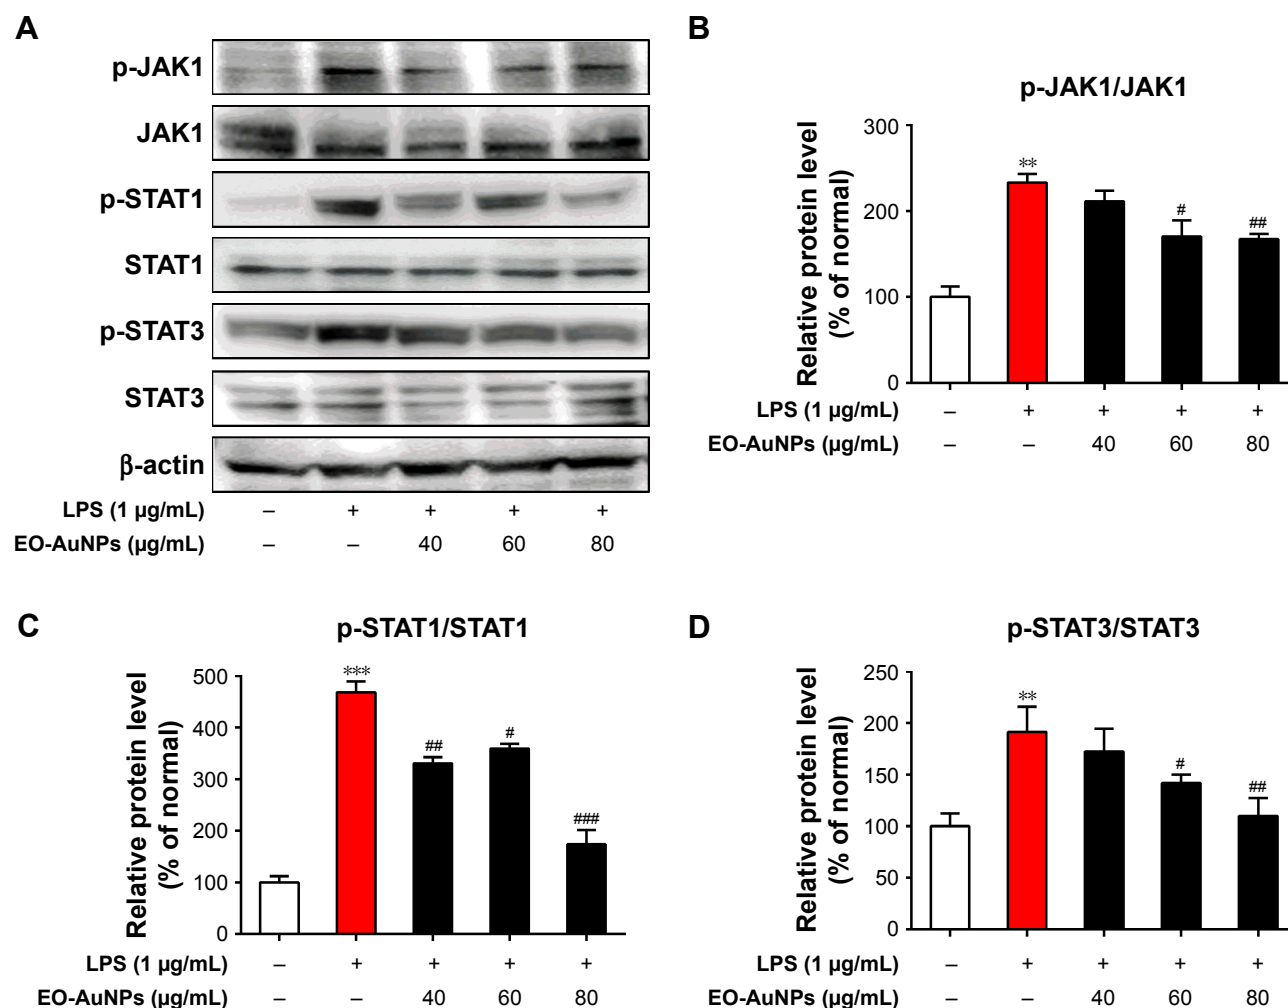 A
p-JAK1
JAK1
p-STAT1
STAT1
p-STAT3
STAT3
β-actin
LPS (1 µg/mL) – + + + +
EO-AuNPs (µg/mL) – – 40 60 80
B
p-JAK1/JAK1
Relative protein level
(% of normal)
300
200
100
0
**
#
##
LPS (1 µg/mL) – + + + +
EO-AuNPs (µg/mL) – – 40 60 80
C
p-STAT1/STAT1
Relative protein level
(% of normal)
500
400
300
200
100
0
***
##
#
###
LPS (1 µg/mL) – + + + +
EO-AuNPs (µg/mL) – – 40 60 80
D
p-STAT3/STAT3
Relative protein level
(% of normal)
250
200
150
100
50
0
**
#
##
LPS (1 µg/mL) – + + + +
EO-AuNPs (µg/mL) – – 40 60 80